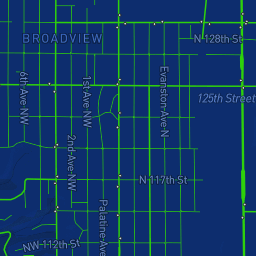 BROADVIEW
N 128th St
6th Ave NW
1st Ave NW
Evanston Ave N
125th Street
2nd Ave NW
N 117th St
Palatine Ave
NW 112th St